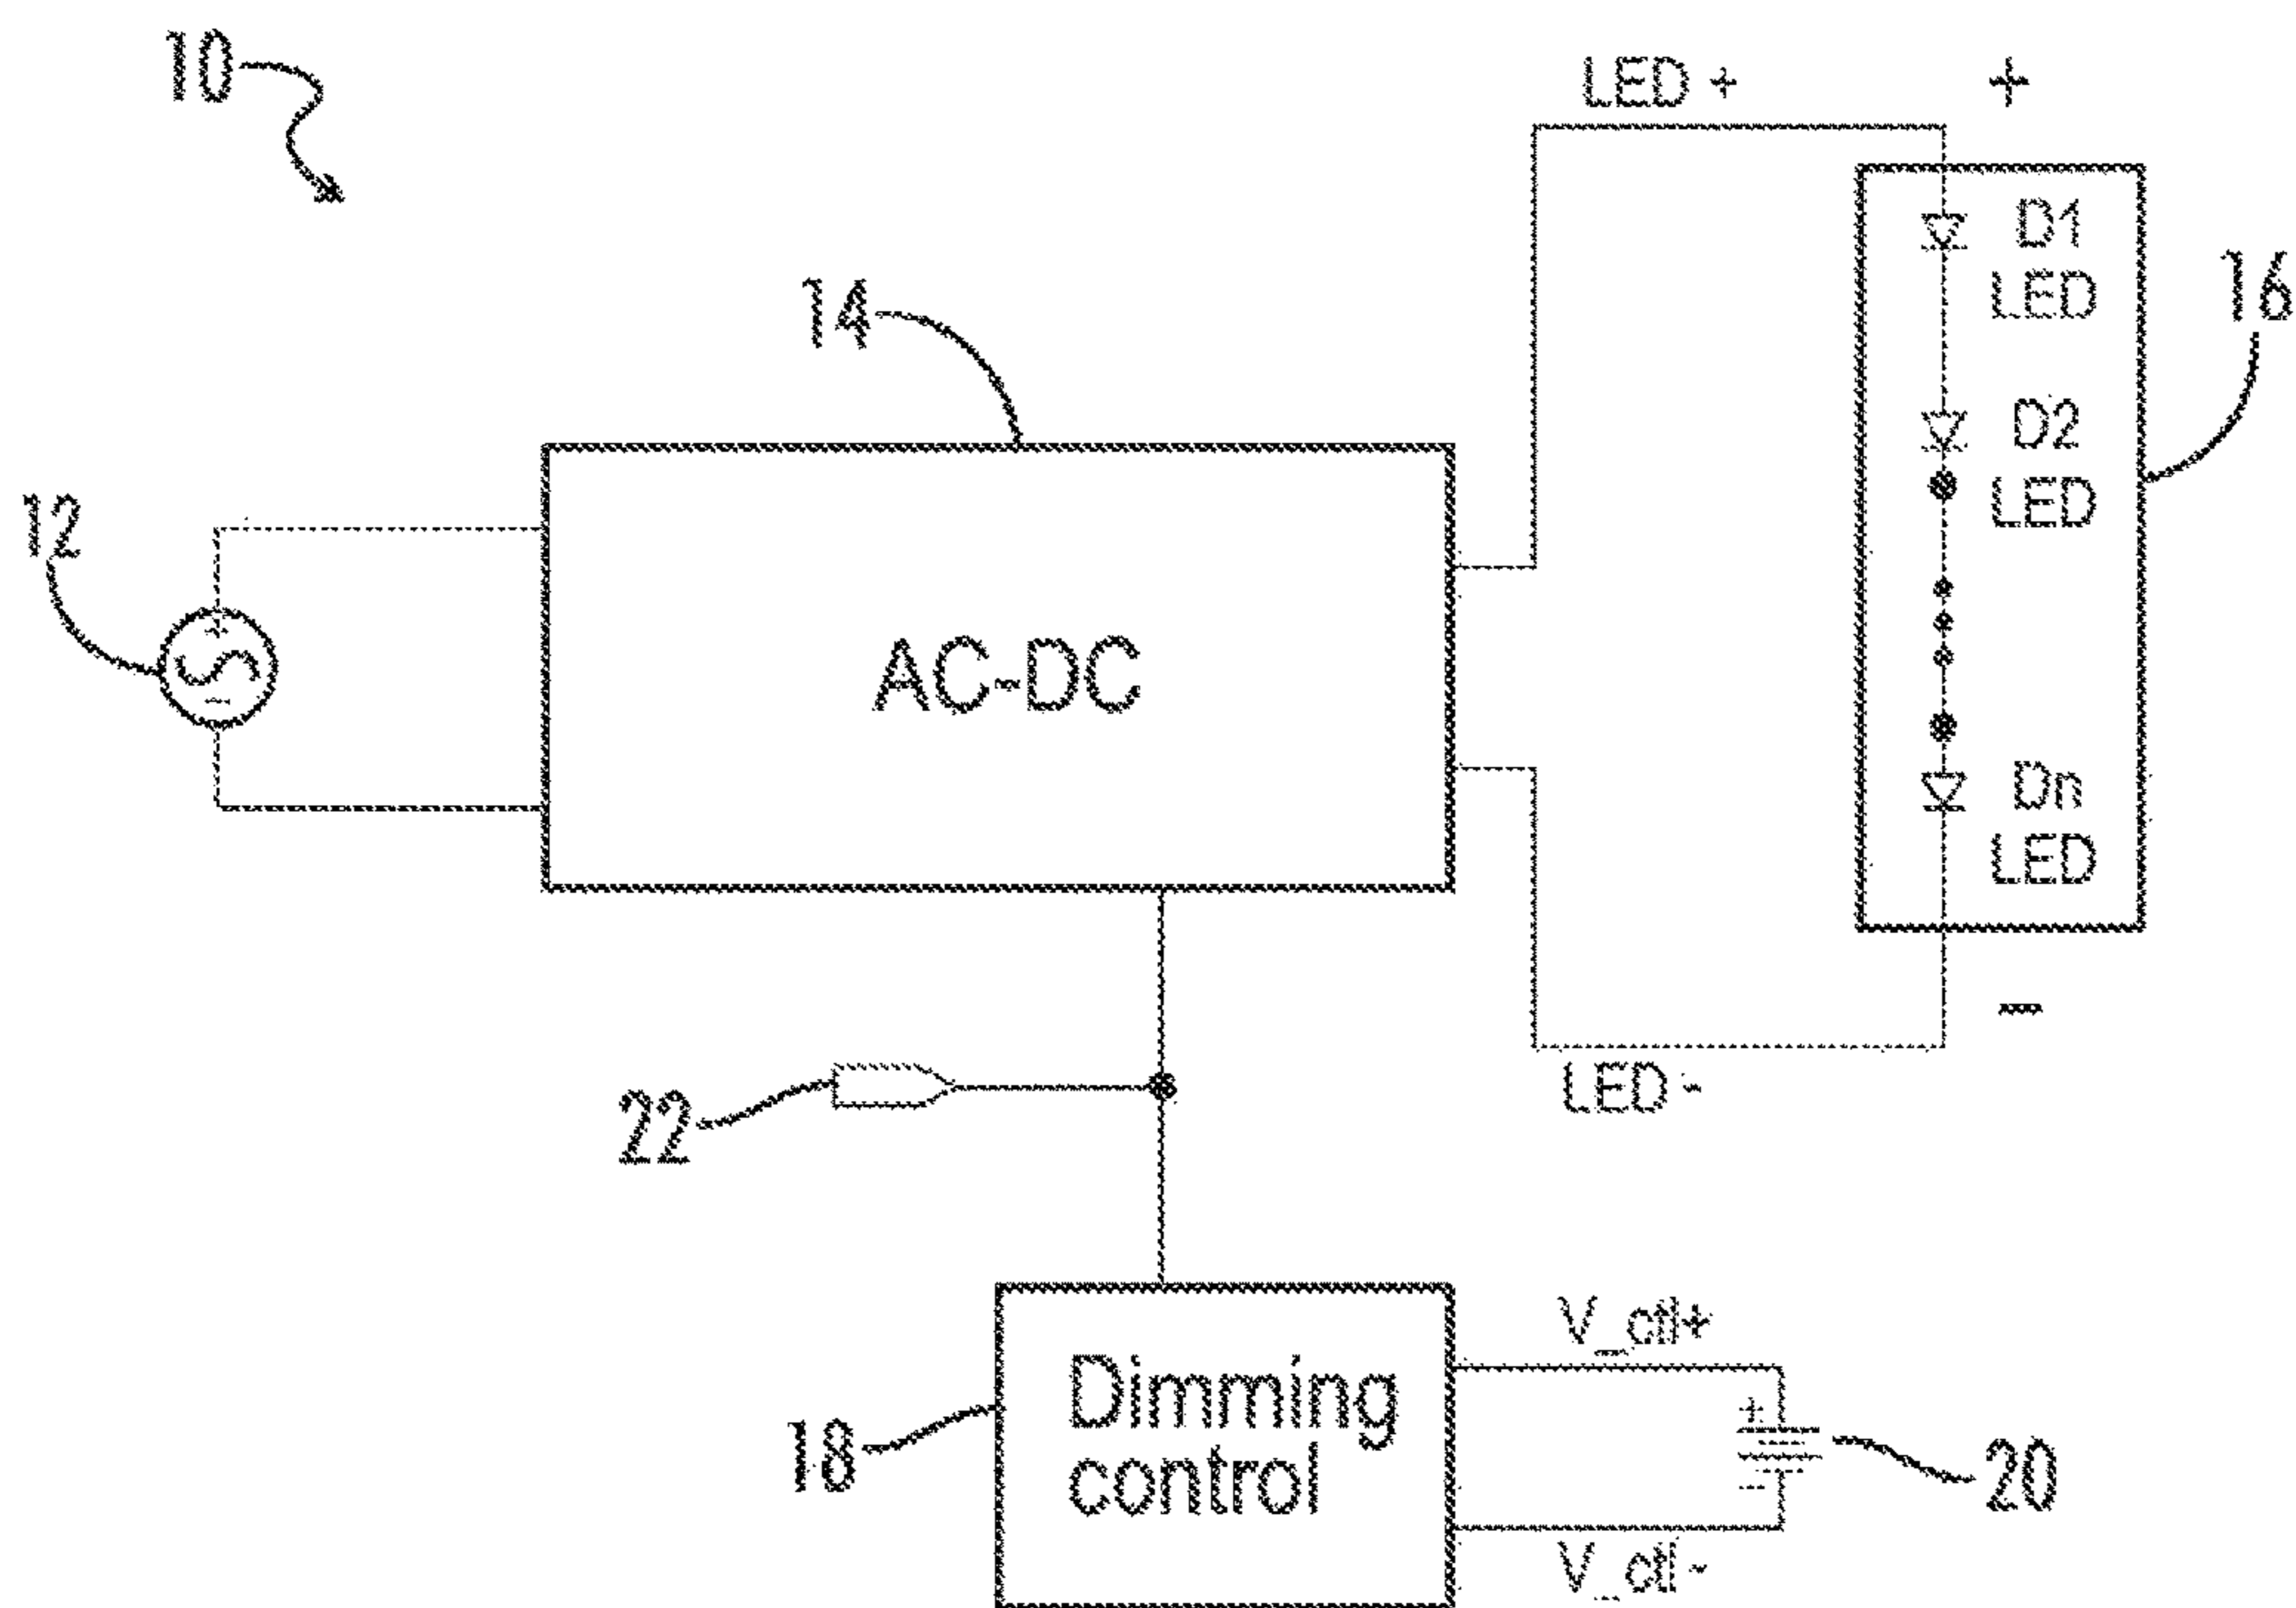 10
LED +
+
D1
LED
16
14
D2
LED
12
AC-DC
Dn
LED
-
LED -
22
V_ctl+
Dimming
control
+
18
20
-
V_ctl -